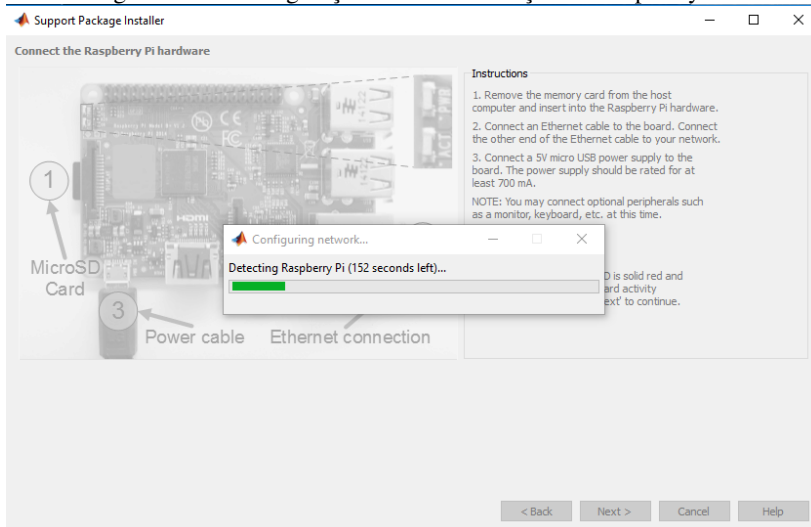 Support Package Installer
Connect the Raspberry Pi hardware
Instructions
1. Remove the memory card from the host
computer and insert into the Raspberry Pi hardware.
2. Connect an Ethernet cable to the board. Connect
the other end of the Ethernet cable to your network.
3. Connect a 5V micro USB power supply to the
board. The power supply should be rated for at
least 700 mA.
NOTE: You may connect optional peripherals such
as a monitor, keyboard, etc. at this time.
D is solid red and
ard activity
ext' to continue.
Configuring network...
Detecting Raspberry Pi (152 seconds left)...
ACT PWR
HDMI
1
MicroSD
Card
3
Power cable
Ethernet connection
< Back
Next >
Cancel
Help